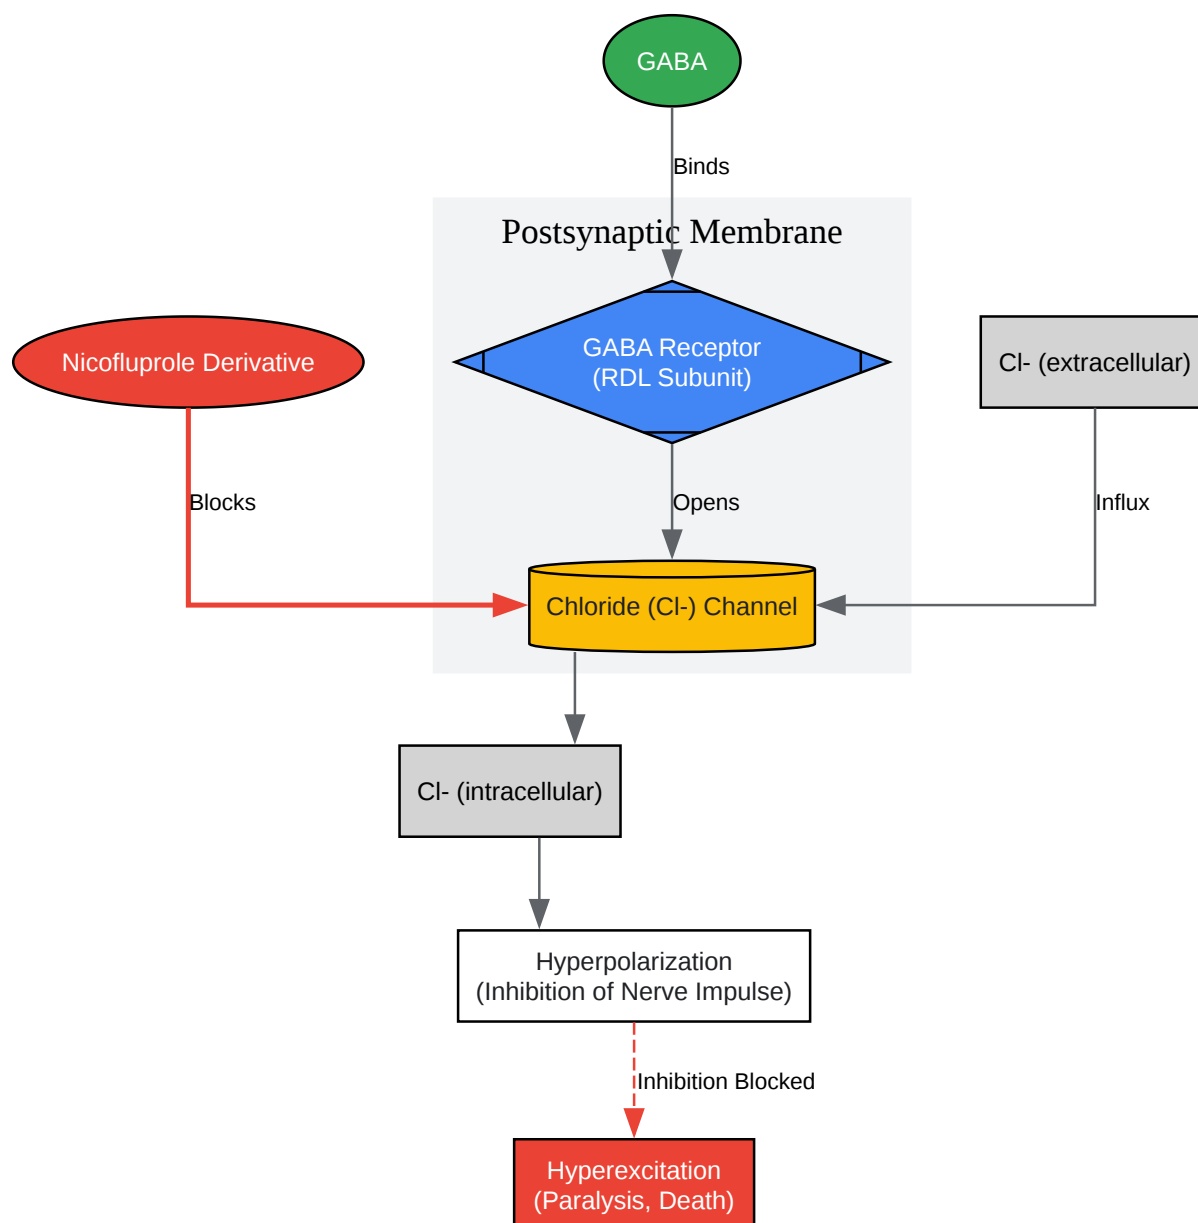 GABA
Binds
Postsynaptic Membrane
Nicofluprole Derivative
GABA Receptor
(RDL Subunit)
Cl- (extracellular)
Blocks
Opens
Influx
Chloride (Cl-) Channel
Cl- (intracellular)
Hyperpolarization
(Inhibition of Nerve Impulse)
Inhibition Blocked
Hyperexcitation
(Paralysis, Death)